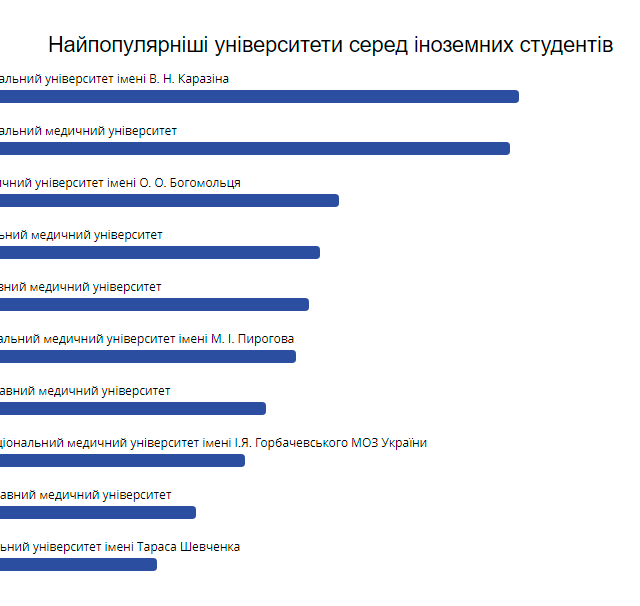 Найпопулярніші університети серед іноземних студентів
альний університет імені В. Н. Каразіна
альний медичний університет
ичний університет імені О. О. Богомольця
ьний медичний університет
вний медичний університет
альний медичний університет імені М. І. Пирогова
авний медичний університет
ціональний медичний університет імені І.Я. Горбачевського МОЗ України
авний медичний університет
ьний університет імені Тараса Шевченка